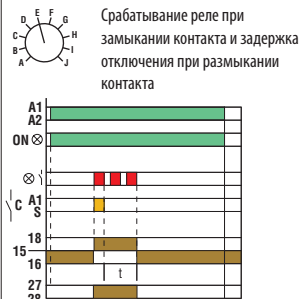 Срабатывание реле при
замыкании контакта и задержка
отключения при размыкании
контакта
A B C D E F G H I J
A1
A2
ON
C A1
S
18
15
16
t
27
28